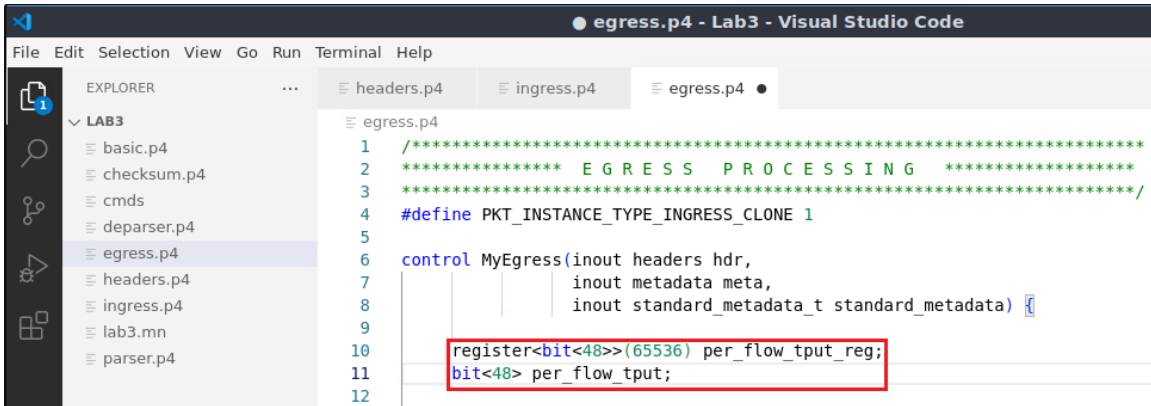 ● egress.p4 - Lab3 - Visual Studio Code
File Edit Selection View Go Run Terminal Help
EXPLORER ...
headers.p4 ingress.p4 egress.p4 ●
1
LAB3
basic.p4
checksum.p4
cmds
deparser.p4
egress.p4
headers.p4
ingress.p4
lab3.mn
parser.p4
egress.p4
1 /*************************************************************************
2 **************** E G R E S S P R O C E S S I N G *******************
3 *************************************************************************/
4 #define PKT_INSTANCE_TYPE_INGRESS_CLONE 1
5
6 control MyEgress(inout headers hdr,
7 inout metadata meta,
8 inout standard_metadata_t standard_metadata) {
9
10 register<bit<48>>(65536) per_flow_tput_reg;
11 bit<48> per_flow_tput;
12